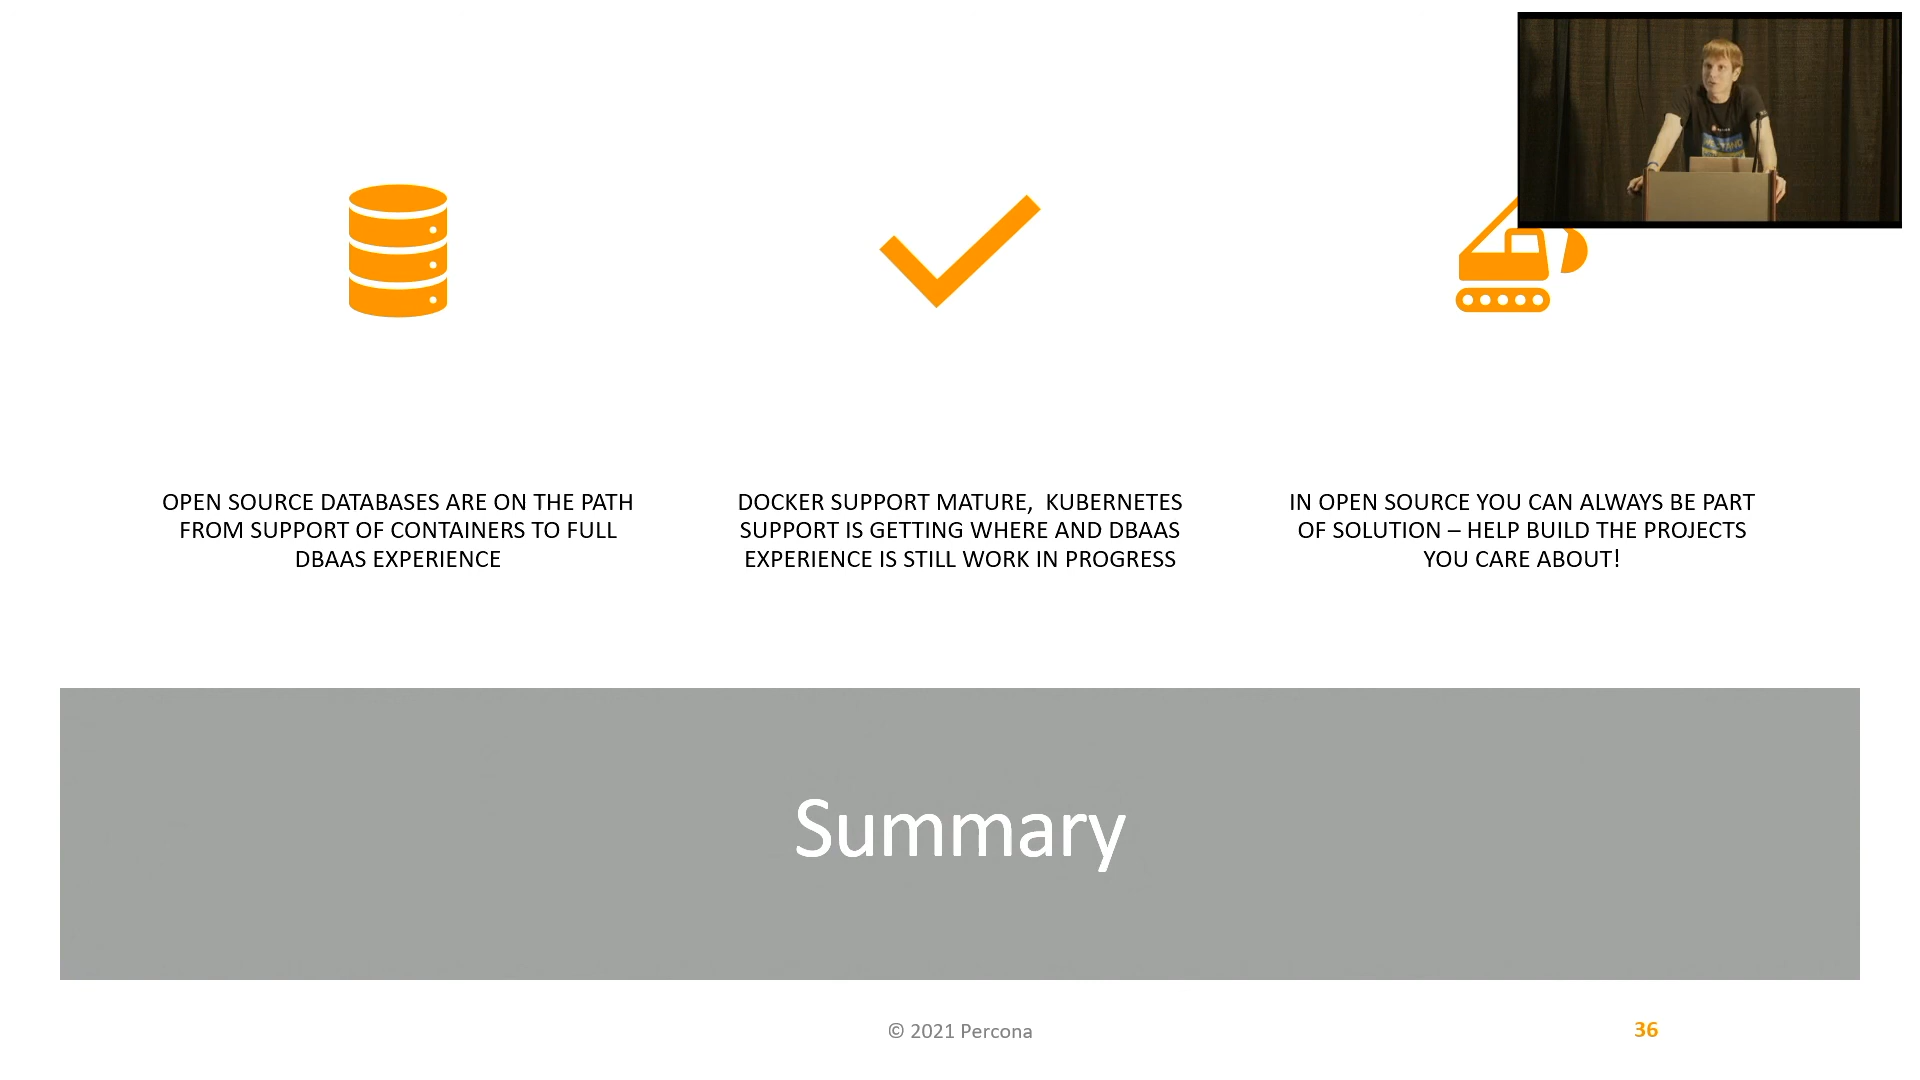 OPEN SOURCE DATABASES ARE ON THE PATH
FROM SUPPORT OF CONTAINERS TO FULL
DBAAS EXPERIENCE
DOCKER SUPPORT MATURE,  KUBERNETES
SUPPORT IS GETTING WHERE AND DBAAS
EXPERIENCE IS STILL WORK IN PROGRESS
IN OPEN SOURCE YOU CAN ALWAYS BE PART
OF SOLUTION – HELP BUILD THE PROJECTS
YOU CARE ABOUT!
Summary
© 2021 Percona
36